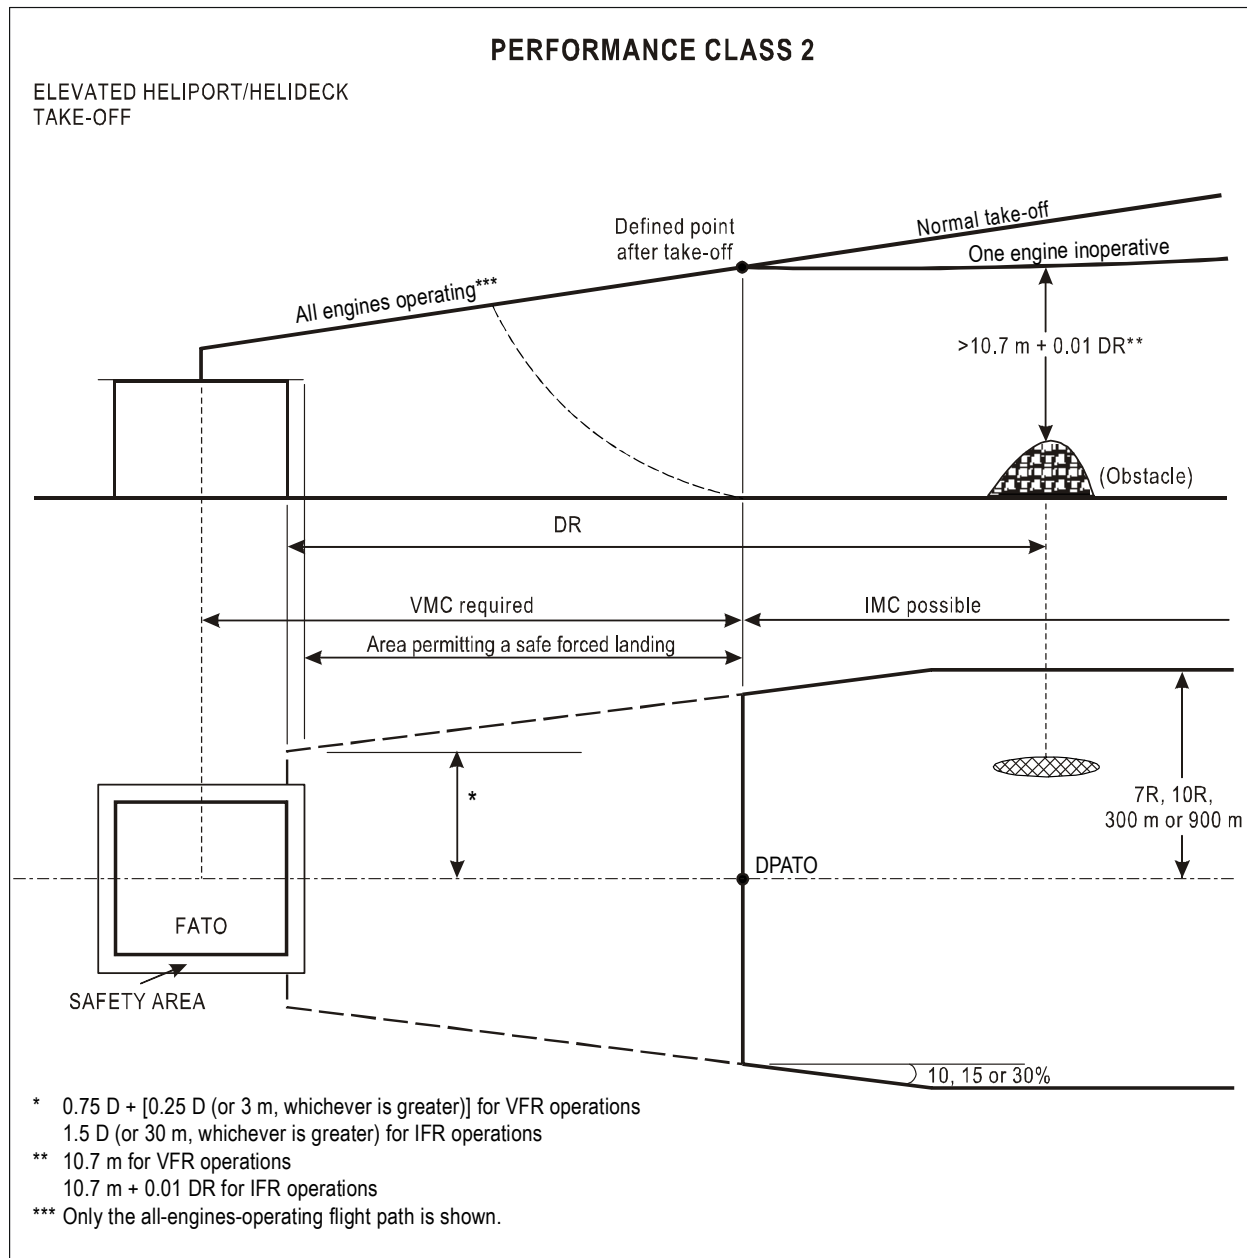 PERFORMANCE CLASS 2
ELEVATED HELIPORT/HELIDECK
TAKE-OFF
Defined point
after take-off
Normal take-off
One engine inoperative
All engines operating***
>10.7 m + 0.01 DR**
(Obstacle)
DR
VMC required
IMC possible
Area permitting a safe forced landing
*
7R, 10R,
300 m or 900 m
DPATO
FATO
SAFETY AREA
10, 15 or 30%
* 0.75 D + [0.25 D (or 3 m, whichever is greater)] for VFR operations
1.5 D (or 30 m, whichever is greater) for IFR operations
** 10.7 m for VFR operations
10.7 m + 0.01 DR for IFR operations
*** Only the all-engines-operating flight path is shown.